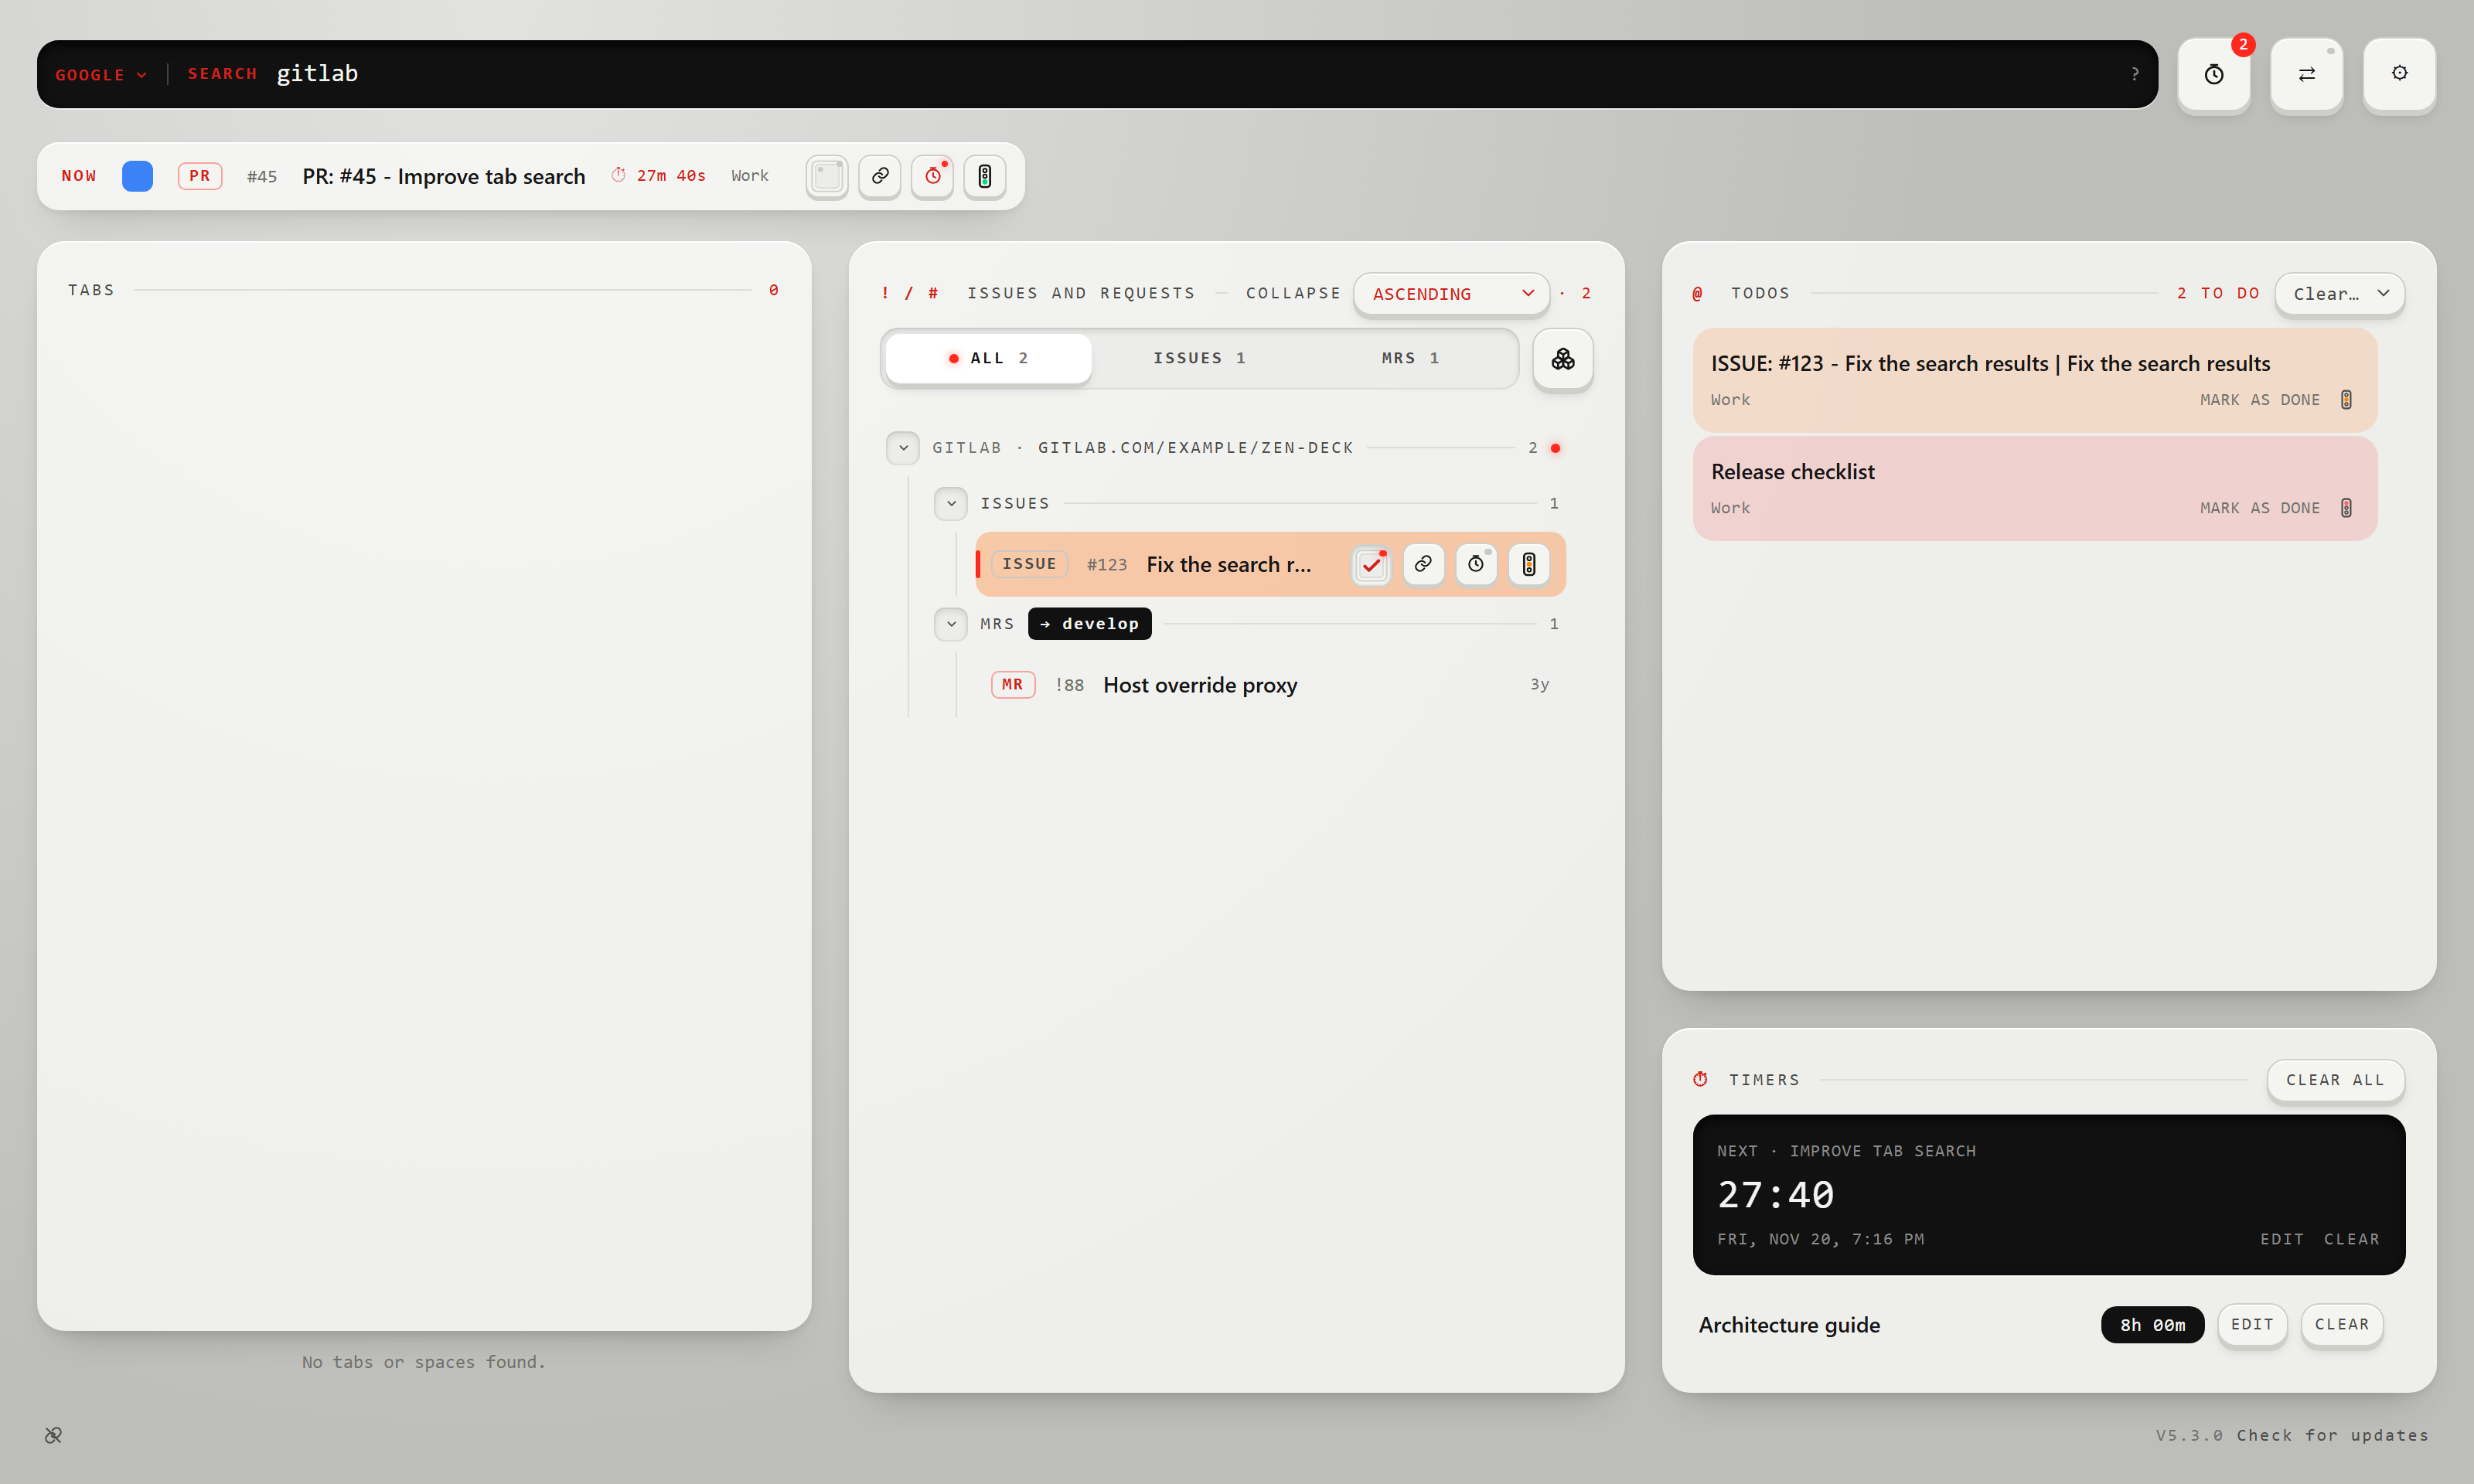 GOOGLE SEARCH gitlab ?
2
NOW PR #45 PR: #45 - Improve tab search ⏱ 27m 40s Work
TABS 0
No tabs or spaces found.
! / # ISSUES AND REQUESTS COLLAPSE ASCENDING · 2
ALL 2 ISSUES 1 MRS 1
GITLAB · GITLAB.COM/EXAMPLE/ZEN-DECK 2
ISSUES 1
ISSUE #123 Fix the search r...
MRS → develop 1
MR !88 Host override proxy 3y
@ TODOS 2 TO DO Clear…
ISSUE: #123 - Fix the search results | Fix the search results
Work MARK AS DONE
Release checklist
Work MARK AS DONE
⏱ TIMERS CLEAR ALL
NEXT · IMPROVE TAB SEARCH
27:40
FRI, NOV 20, 7:16 PM EDIT CLEAR
Architecture guide 8h 00m EDIT CLEAR
V5.3.0 Check for updates